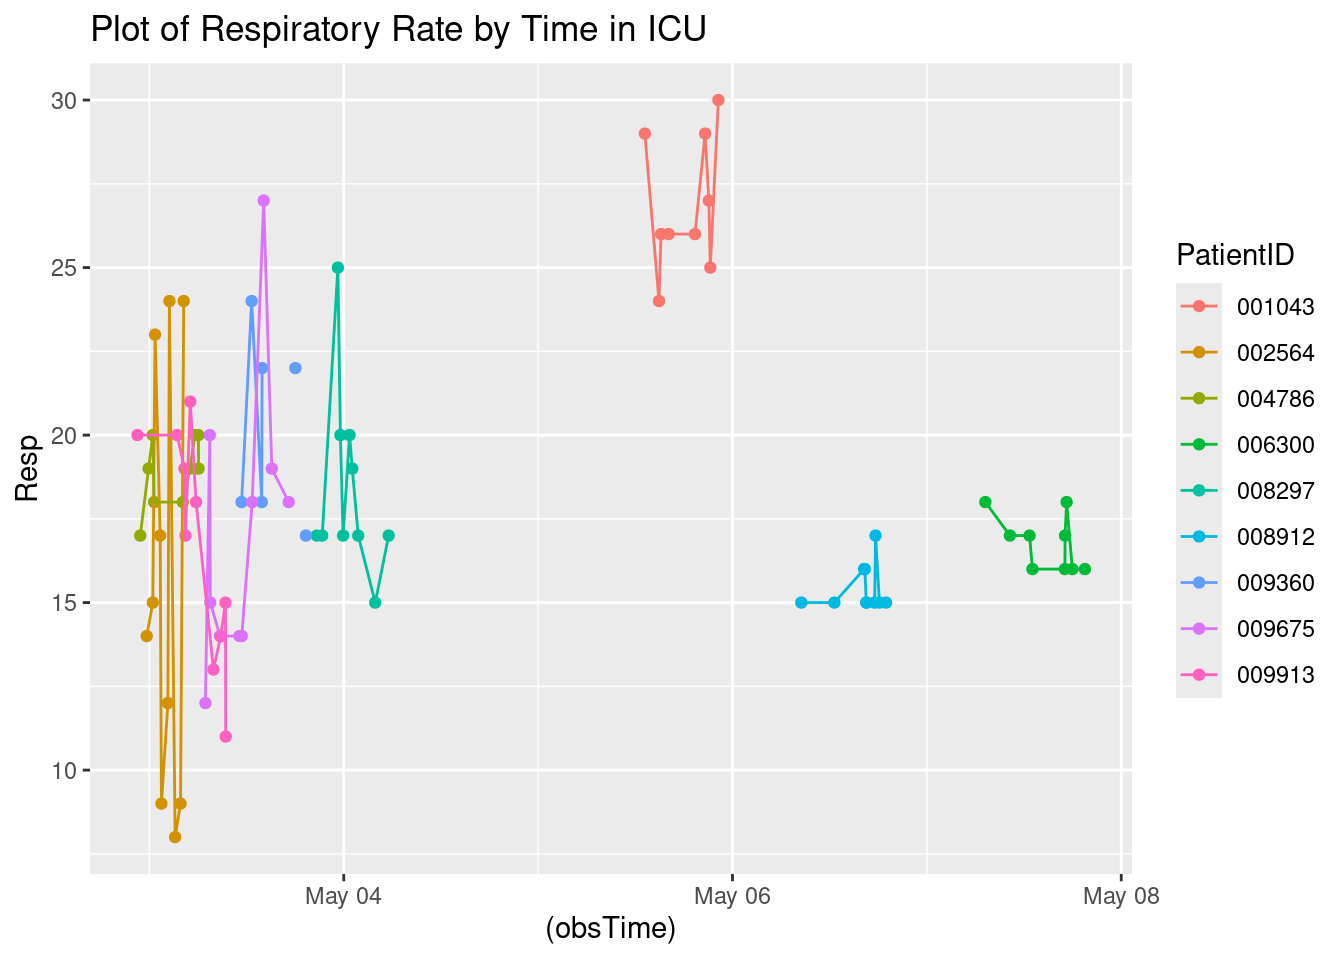 Plot of Respiratory Rate by Time in ICU
30
25
20
15
10
Resp
May 04
May 06
May 08
(obsTime)
PatientID
001043
002564
004786
006300
008297
008912
009360
009675
009913